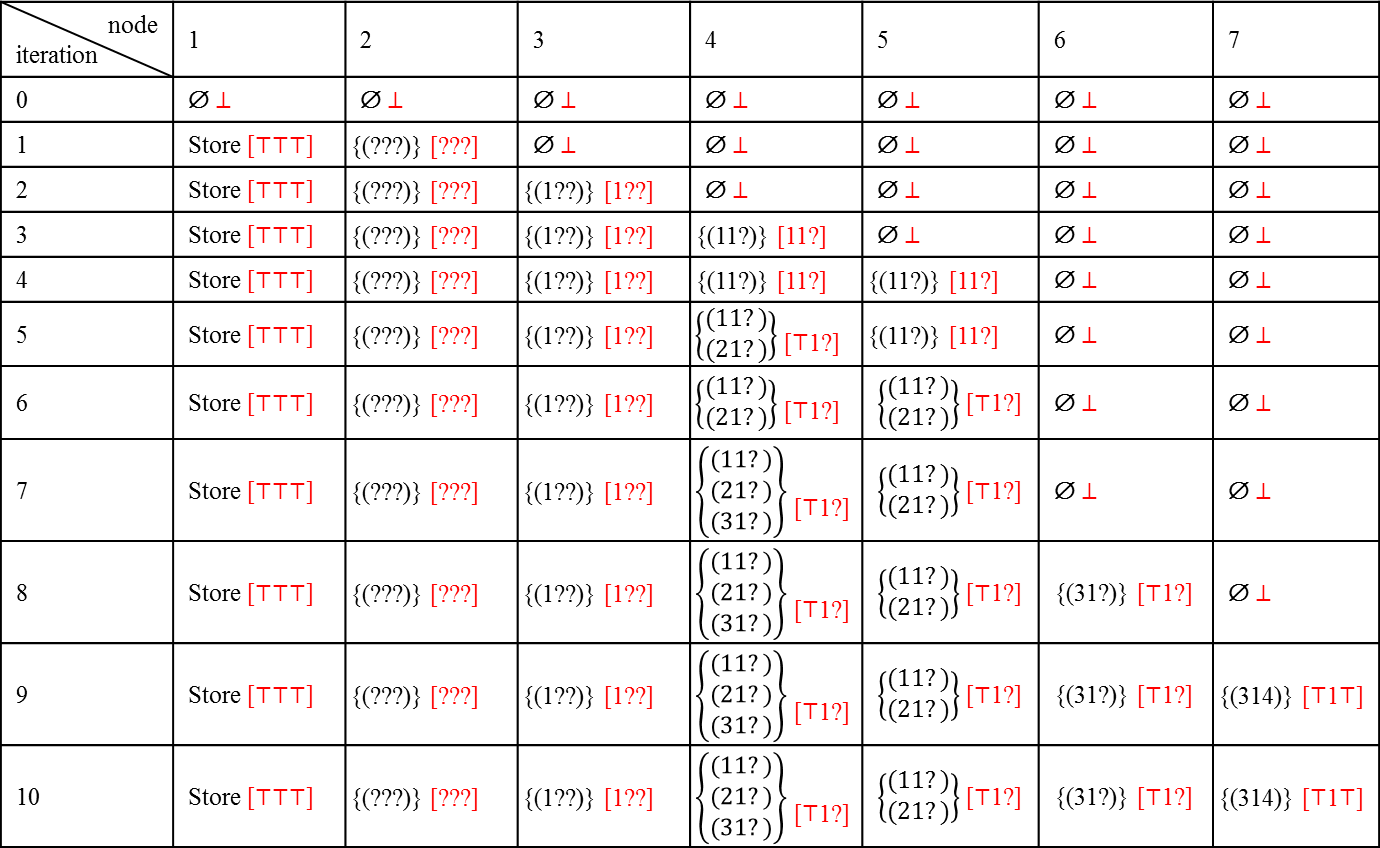 node
iteration
1 2 3 4 5 6 7
0 ∅ ⊥ ∅ ⊥ ∅ ⊥ ∅ ⊥ ∅ ⊥ ∅ ⊥ ∅ ⊥
1 Store [⊤⊤⊤] {(???)} [???] ∅ ⊥ ∅ ⊥ ∅ ⊥ ∅ ⊥ ∅ ⊥
2 Store [⊤⊤⊤] {(???)} [???] {(1??)} [1??] ∅ ⊥ ∅ ⊥ ∅ ⊥ ∅ ⊥
3 Store [⊤⊤⊤] {(???)} [???] {(1??)} [1??] {(11?)} [11?] ∅ ⊥ ∅ ⊥ ∅ ⊥
4 Store [⊤⊤⊤] {(???)} [???] {(1??)} [1??] {(11?)} [11?] {(11?)} [11?] ∅ ⊥ ∅ ⊥
5 Store [⊤⊤⊤] {(???)} [???] {(1??)} [1??] {(11?) (21?)} [⊤1?] {(11?)} [11?] ∅ ⊥ ∅ ⊥
6 Store [⊤⊤⊤] {(???)} [???] {(1??)} [1??] {(11?) (21?)} [⊤1?] {(11?) (21?)} [⊤1?] ∅ ⊥ ∅ ⊥
7 Store [⊤⊤⊤] {(???)} [???] {(1??)} [1??] {(11?) (21?) (31?)} [⊤1?] {(11?) (21?)} [⊤1?] ∅ ⊥ ∅ ⊥
8 Store [⊤⊤⊤] {(???)} [???] {(1??)} [1??] {(11?) (21?) (31?)} [⊤1?] {(11?) (21?)} [⊤1?] {(31?)} [⊤1?] ∅ ⊥
9 Store [⊤⊤⊤] {(???)} [???] {(1??)} [1??] {(11?) (21?) (31?)} [⊤1?] {(11?) (21?)} [⊤1?] {(31?)} [⊤1?] {(314)} [⊤1⊤]
10 Store [⊤⊤⊤] {(???)} [???] {(1??)} [1??] {(11?) (21?) (31?)} [⊤1?] {(11?) (21?)} [⊤1?] {(31?)} [⊤1?] {(314)} [⊤1⊤]